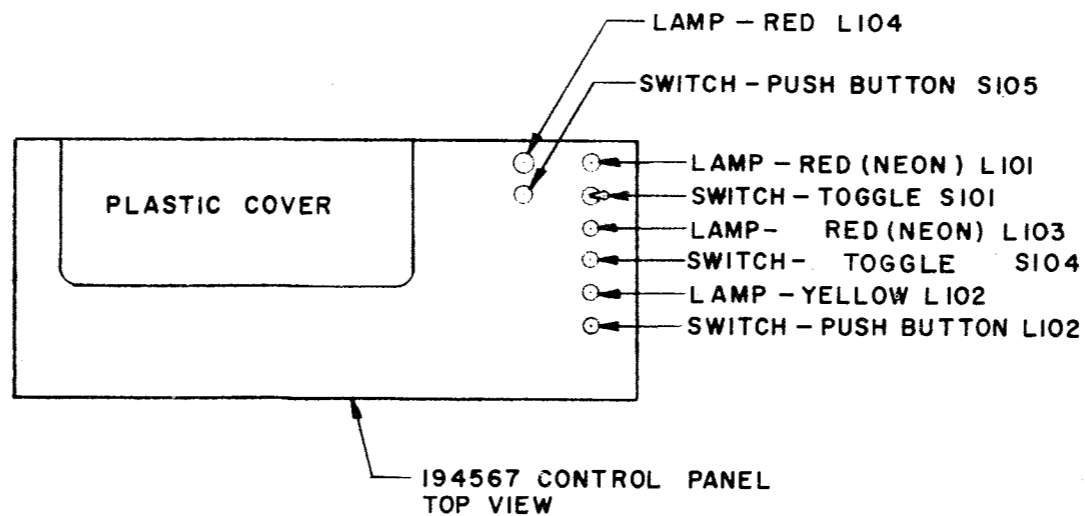 LAMP - RED L104
SWITCH - PUSH BUTTON S105
LAMP - RED (NEON) L101
SWITCH - TOGGLE S101
LAMP - RED (NEON) L103
SWITCH - TOGGLE S104
LAMP - YELLOW L102
SWITCH - PUSH BUTTON L102
PLASTIC COVER
194567 CONTROL PANEL
TOP VIEW